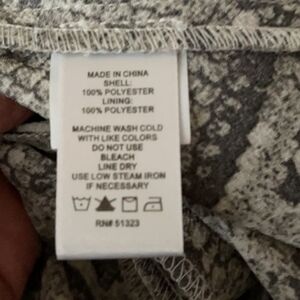 MADE IN CHINA
SHELL:
100% POLYESTER
LINING:
100% POLYESTER
MACHINE WASH COLD
WITH LIKE COLORS
DO NOT USE
BLEACH
LINE DRY
USE LOW STEAM IRON
IF NECESSARY
RN# 51323